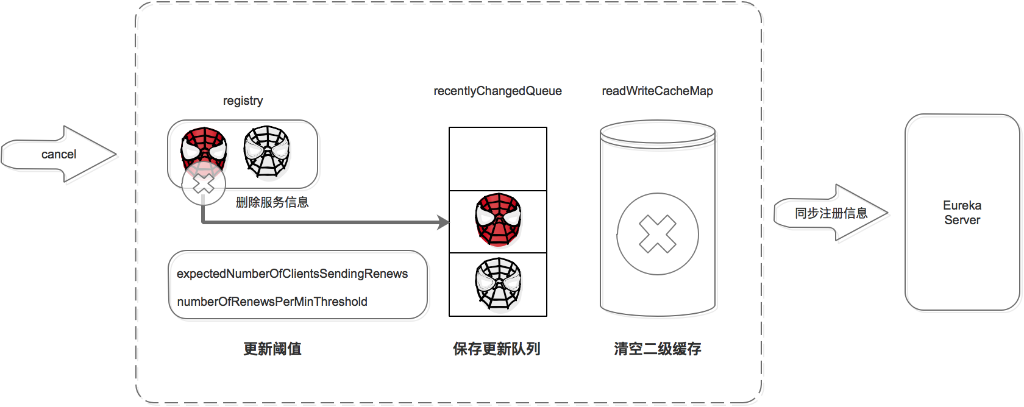 cancel
registry
删除服务信息
expectedNumberOfClientsSendingRenews
numberOfRenewsPerMinThreshold
更新阈值
recentlyChangedQueue
保存更新队列
readWriteCacheMap
清空二级缓存
同步注册信息
Eureka
Server